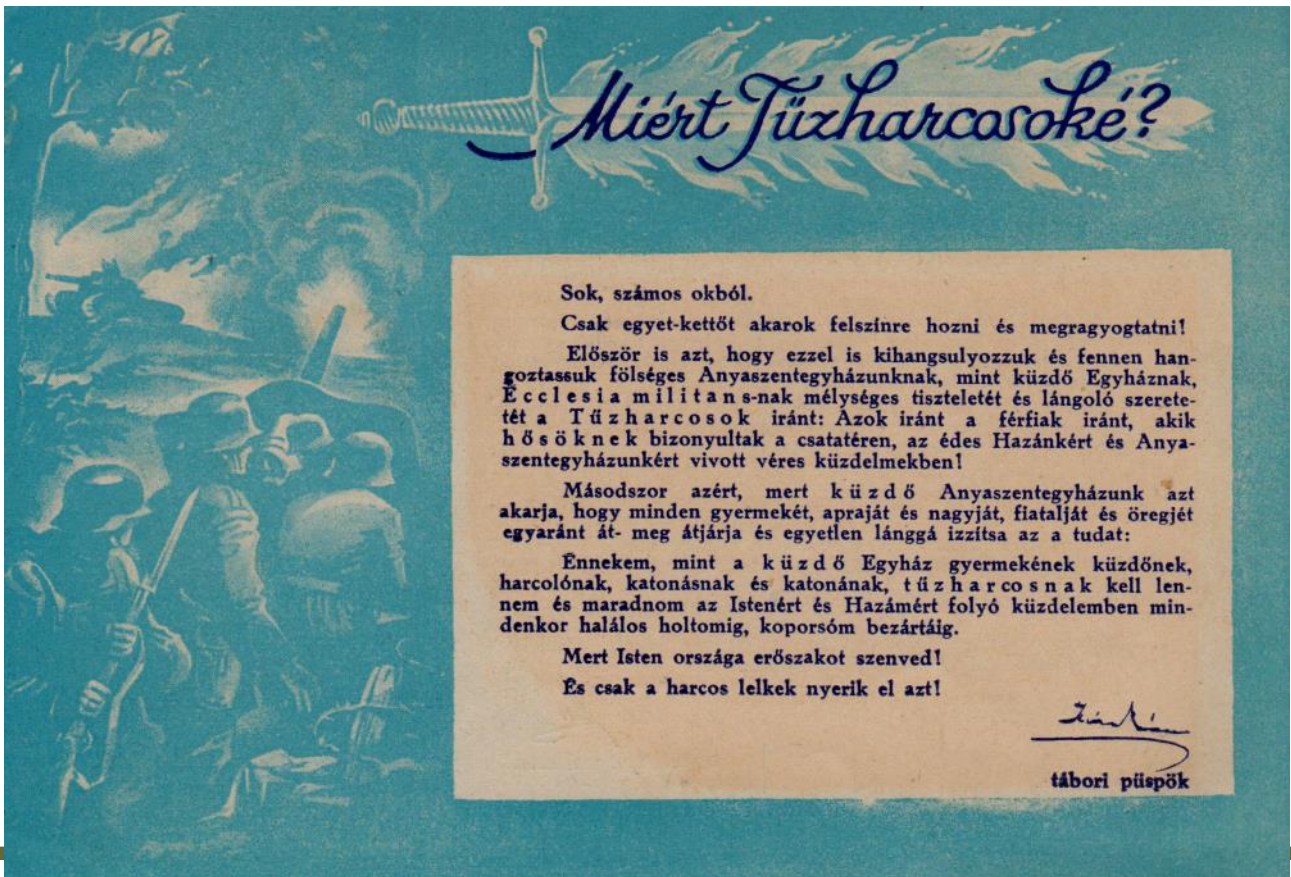 Miért Tűzharcosoké?
Sok, számos okból.
Csak egyet-kettőt akarok felszínre hozni és megragyogtatni!
Először is azt, hogy ezzel is kihangsulyozzuk és fennen han-
goztassuk fölséges Anyaszentegyházunknak, mint küzdő Egyháznak,
Ecclesia militans-nak mélységes tiszteletét és lángoló szerete-
tét a Tűzharcosok iránt: Azok iránt a férfiak iránt, akik
hősöknek bizonyultak a csatatéren, az édes Hazánkért és Anya-
szentegyházunkért vivott véres küzdelmekben!
Másodszor azért, mert küzdő Anyaszentegyházunk azt
akarja, hogy minden gyermekét, apraját és nagyját, fiatalját és öregjét
egyaránt át- meg átjárja és egyetlen lánggá izzítsa az a tudat:
Énnekem, mint a küzdő Egyház gyermekének küzdőnek,
harcolónak, katonásnak és katonának, tűzharcosnak kell len-
nem és maradnom az Istenért és Hazámért folyó küzdelemben min-
denkor halálos holtomig, koporsóm bezártáig.
Mert Isten országa erőszakot szenved!
És csak a harcos lelkek nyerik el azt!
tábori püspök